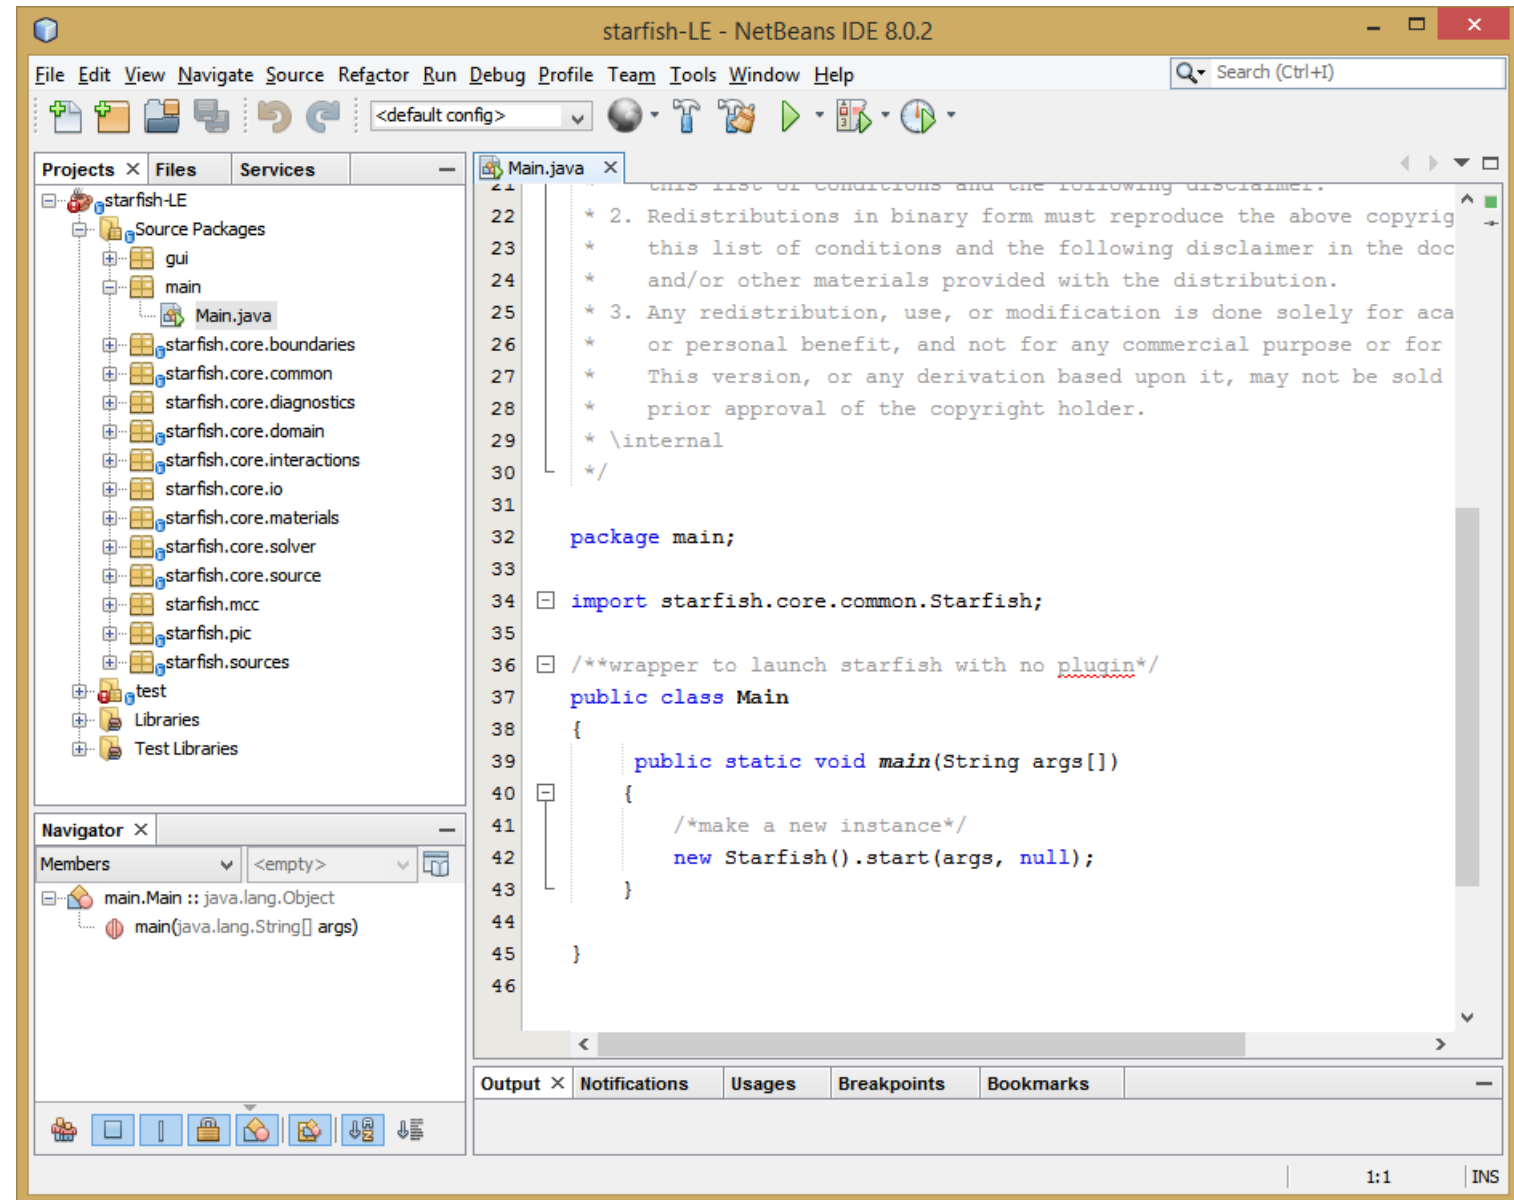 starfish-LE - NetBeans IDE 8.0.2
File Edit View Navigate Source Refactor Run Debug Profile Team Tools Window Help
Search (Ctrl+I)
<default config>
Projects Files Services
starfish-LE
Source Packages
gui
main
Main.java
starfish.core.boundaries
starfish.core.common
starfish.core.diagnostics
starfish.core.domain
starfish.core.interactions
starfish.core.io
starfish.core.materials
starfish.core.solver
starfish.core.source
starfish.mcc
starfish.pic
starfish.sources
test
Libraries
Test Libraries
Navigator
Members <empty>
main.Main :: java.lang.Object
main(java.lang.String[] args)
Main.java
21 * this list of conditions and the following disclaimer.
22 * 2. Redistributions in binary form must reproduce the above copyrig
23 * this list of conditions and the following disclaimer in the doc
24 * and/or other materials provided with the distribution.
25 * 3. Any redistribution, use, or modification is done solely for aca
26 * or personal benefit, and not for any commercial purpose or for
27 * This version, or any derivation based upon it, may not be sold
28 * prior approval of the copyright holder.
29 * \internal
30 */
31
32 package main;
33
34 import starfish.core.common.Starfish;
35
36 /**wrapper to launch starfish with no plugin*/
37 public class Main
38 {
39 public static void main(String args[])
40 {
41 /*make a new instance*/
42 new Starfish().start(args, null);
43 }
44
45 }
46
Output Notifications Usages Breakpoints Bookmarks
1:1 INS